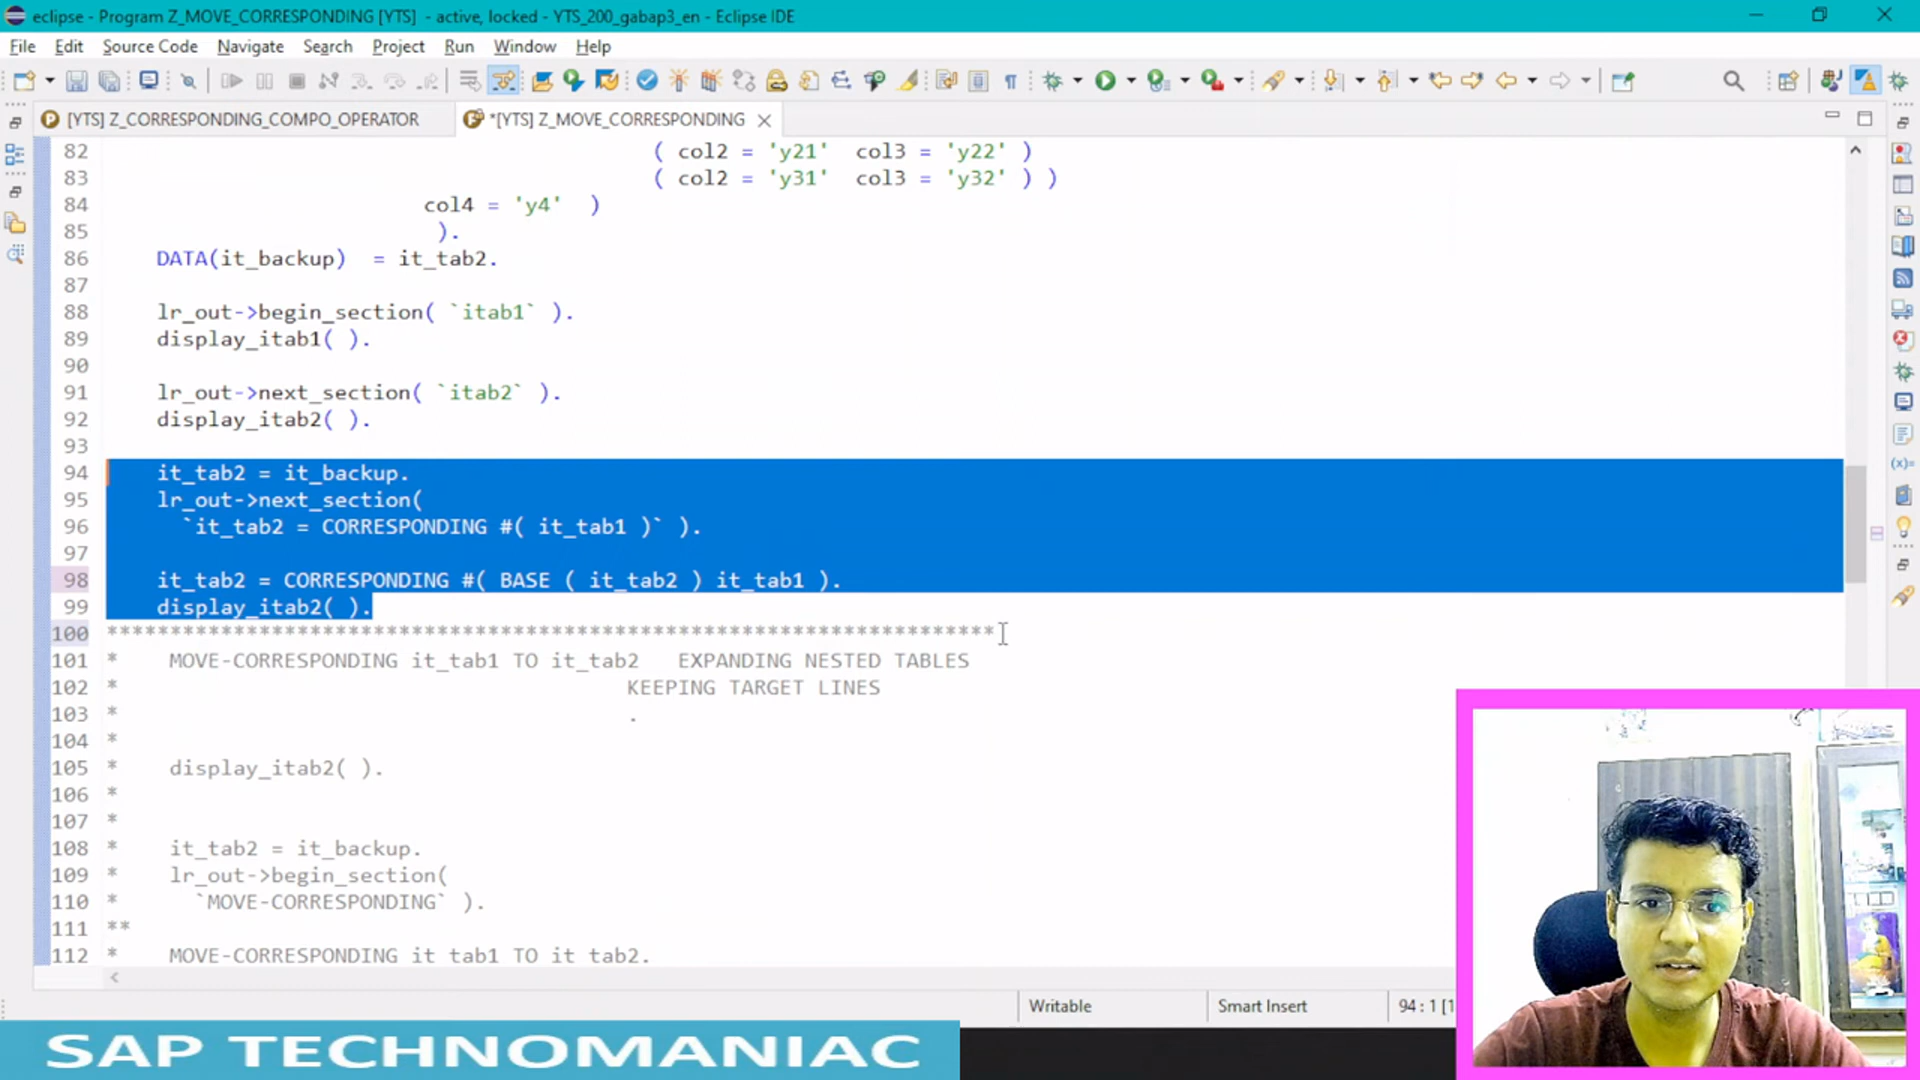 eclipse - Program Z_MOVE_CORRESPONDING [YTS]  - active, locked - YTS_200_gabap3_en - Eclipse IDE
File Edit Source Code Navigate Search Project Run Window Help
[YTS] Z_CORRESPONDING_COMPO_OPERATOR
*[YTS] Z_MOVE_CORRESPONDING
82 ( col2 = 'y21'  col3 = 'y22' )
83 ( col2 = 'y31'  col3 = 'y32' ) )
84 col4 = 'y4'  )
85 ).
86 DATA(it_backup)  = it_tab2.
87
88 lr_out->begin_section( `itab1` ).
89 display_itab1( ).
90
91 lr_out->next_section( `itab2` ).
92 display_itab2( ).
93
94 it_tab2 = it_backup.
95 lr_out->next_section(
96 `it_tab2 = CORRESPONDING #( it_tab1 )` ).
97
98 it_tab2 = CORRESPONDING #( BASE ( it_tab2 ) it_tab1 ).
99 display_itab2( ).
100 **********************************************************************
101 * MOVE-CORRESPONDING it_tab1 TO it_tab2   EXPANDING NESTED TABLES
102 * KEEPING TARGET LINES
103 * .
104 *
105 * display_itab2( ).
106 *
107 *
108 * it_tab2 = it_backup.
109 * lr_out->begin_section(
110 * `MOVE-CORRESPONDING` ).
111 **
112 * MOVE-CORRESPONDING it_tab1 TO it_tab2.
Writable Smart Insert 94 : 1 [1
SAP TECHNOMANIAC